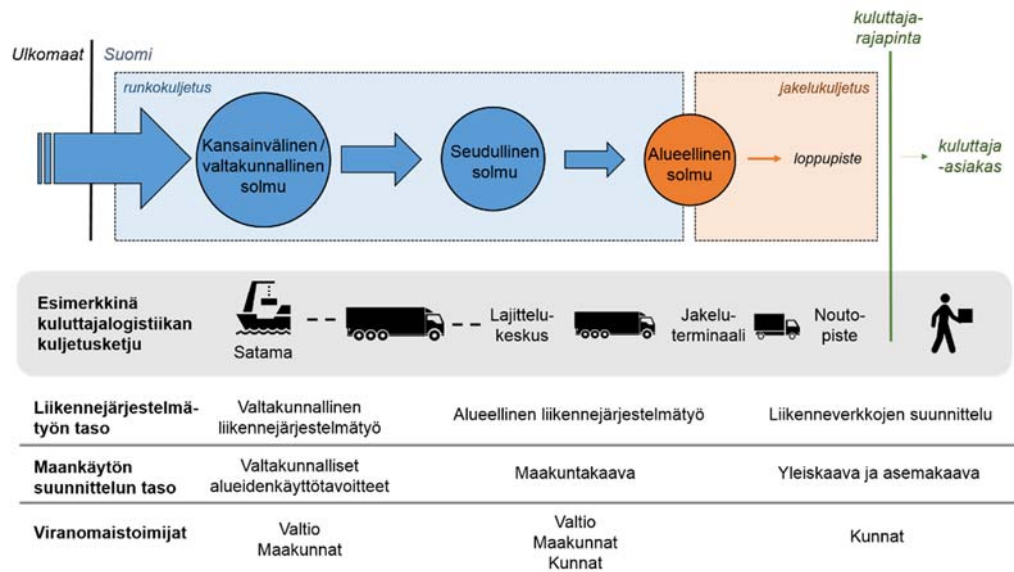 kuluttaja-
rajapinta
Ulkomaat
Suomi
runkokuljetus
jakelukuljetus
Kansainvälinen /
valtakunnallinen
solmu
Seudullinen
solmu
Alueellinen
solmu
loppupiste
kuluttaja
-asiakas
Esimerkkinä
kuluttajalogistiikan
kuljetusketju
Satama
Lajittelu-
keskus
Jakelu-
terminaali
Nouto-
piste
Liikennejärjestelmä-
työn taso
Valtakunnallinen
liikennejärjestelmätyö
Alueellinen liikennejärjestelmätyö
Liikenneverkkojen suunnittelu
Maankäytön
suunnittelun taso
Valtakunnalliset
alueidenkäyttötavoitteet
Maakuntakaava
Yleiskaava ja asemakaava
Viranomaistoimijat
Valtio
Maakunnat
Valtio
Maakunnat
Kunnat
Kunnat